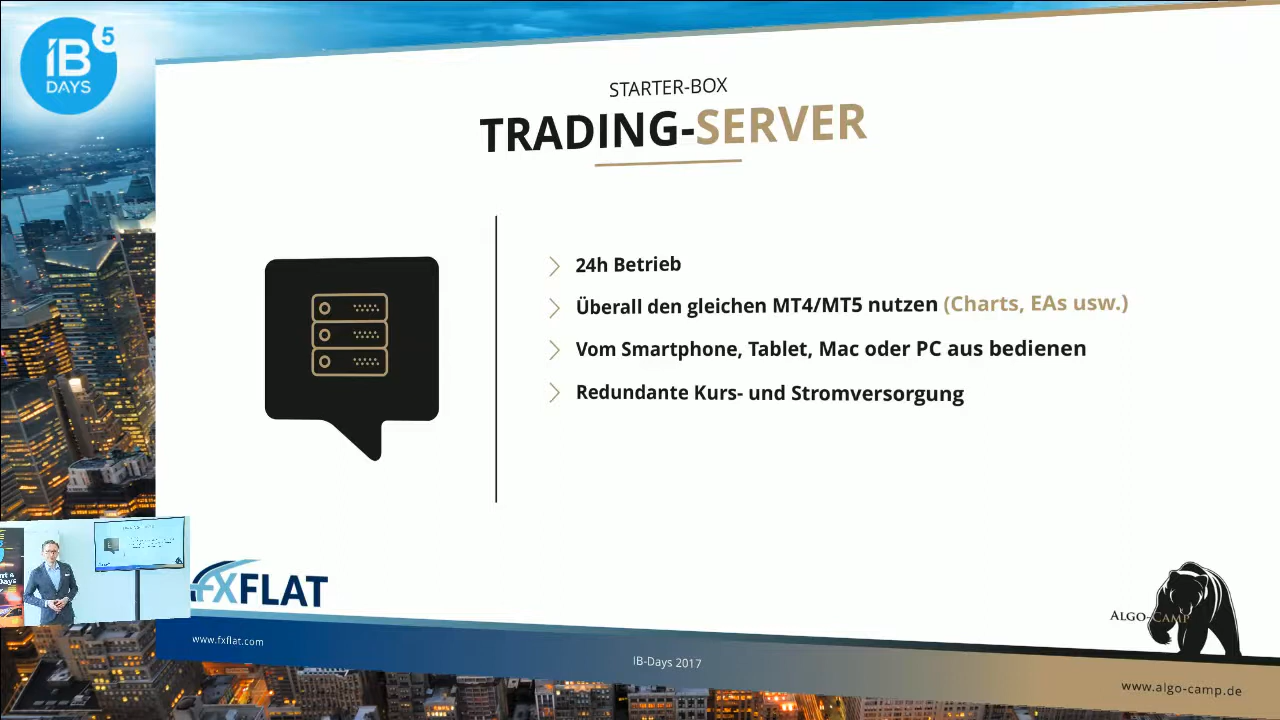 IB
5
DAYS
STARTER-BOX
TRADING-SERVER
24h Betrieb
Überall den gleichen MT4/MT5 nutzen (Charts, EAs usw.)
Vom Smartphone, Tablet, Mac oder PC aus bedienen
Redundante Kurs- und Stromversorgung
FXFLAT
ALGO-CAMP
www.fxflat.com
IB-Days 2017
www.algo-camp.de